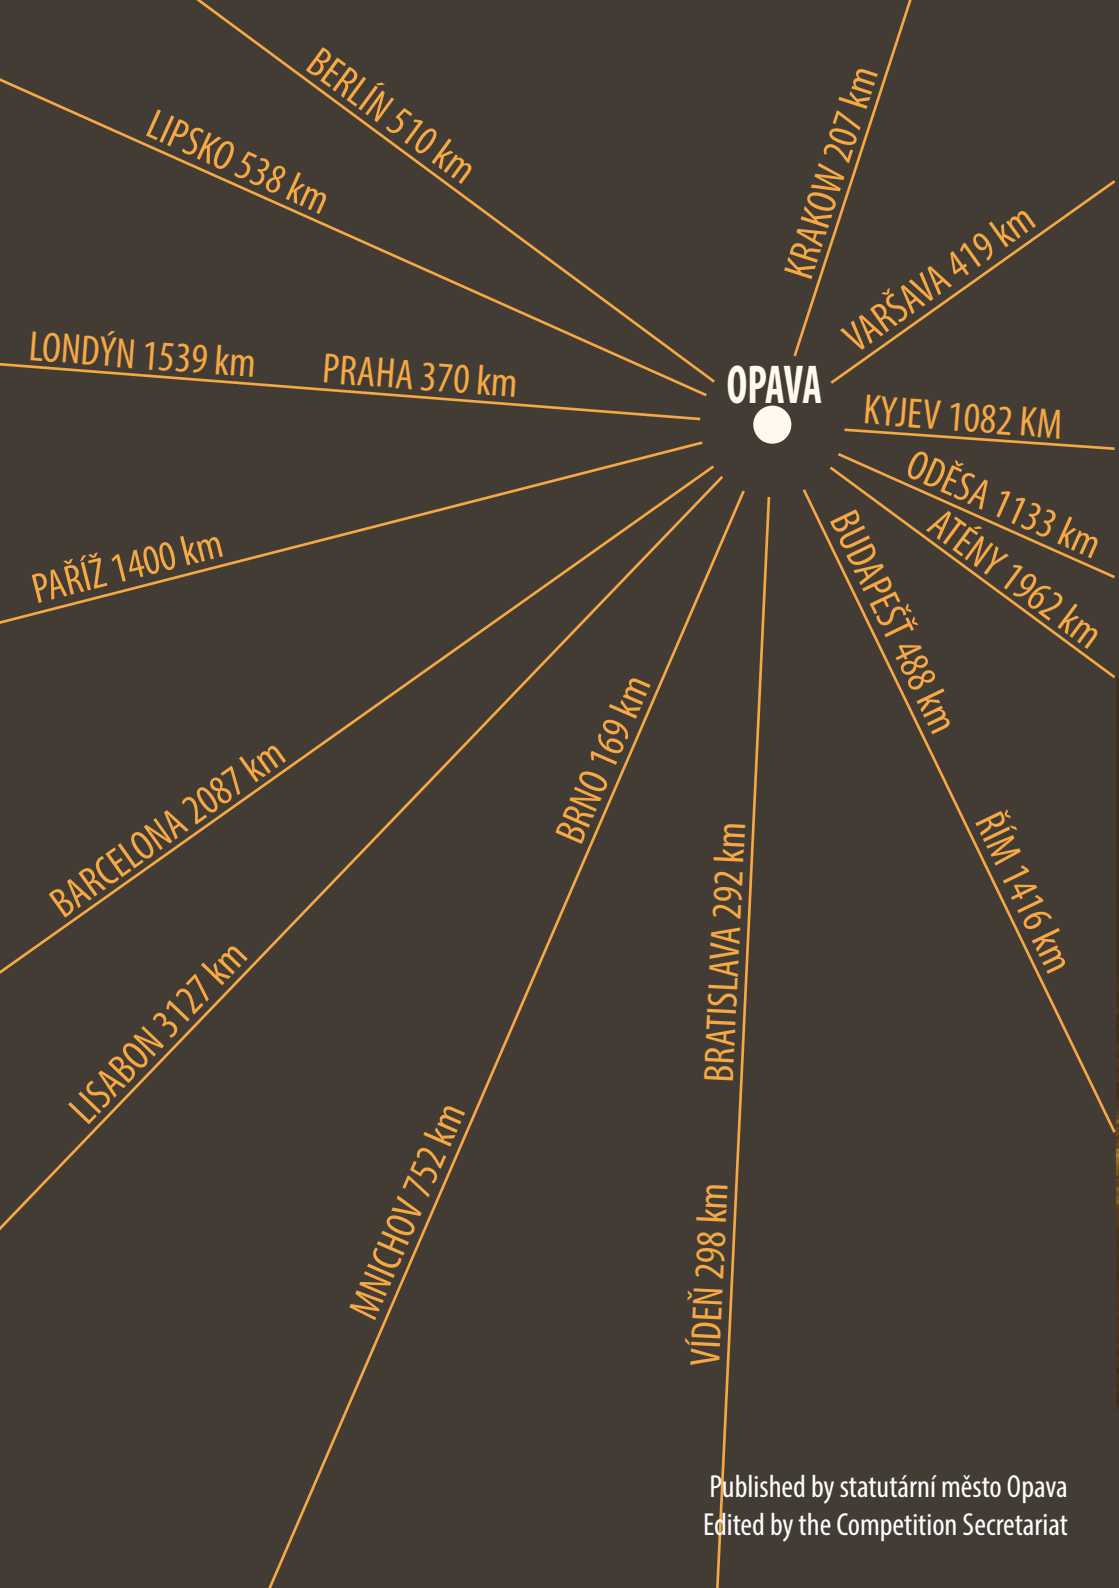 BERLÍN 510 km
LIPSKO 538 km
KRAKOW 207 km
VARŠAVA 419 km
LONDÝN 1539 km
PRAHA 370 km
OPAVA
KYJEV 1082 KM
ODĚSA 1133 km
ATÉNY 1962 km
BUDAPEŠŤ 488 km
PAŘÍŽ 1400 km
BARCELONA 2087 km
BRNO 169 km
BRATISLAVA 292 km
ŘÍM 1416 km
LISABON 3127 km
MNICHOV 752 km
VÍDEŇ 298 km
Published by statutární město Opava
Edited by the Competition Secretariat